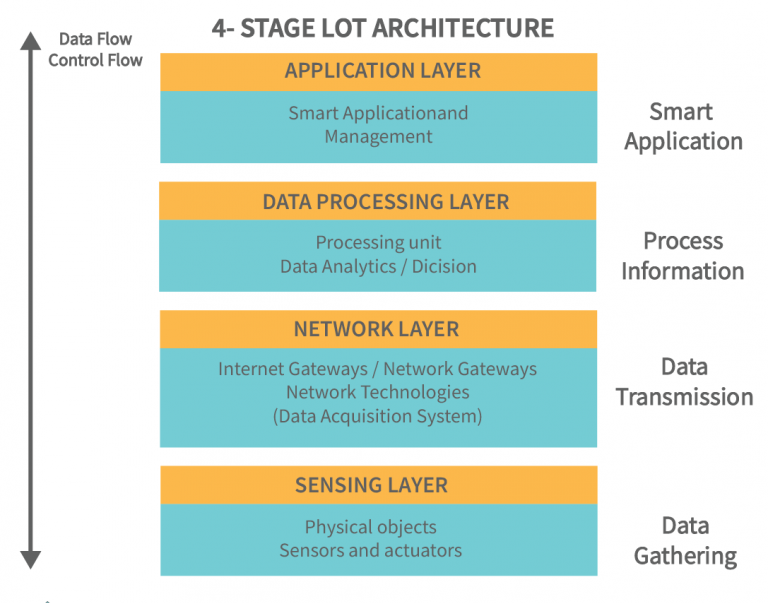 4- STAGE LOT ARCHITECTURE
Data Flow
Control Flow
APPLICATION LAYER
Smart Applicationand
Management
Smart
Application
DATA PROCESSING LAYER
Processing unit
Data Analytics / Dicision
Process
Information
NETWORK LAYER
Internet Gateways / Network Gateways
Network Technologies
(Data Acquisition System)
Data
Transmission
SENSING LAYER
Physical objects
Sensors and actuators
Data
Gathering